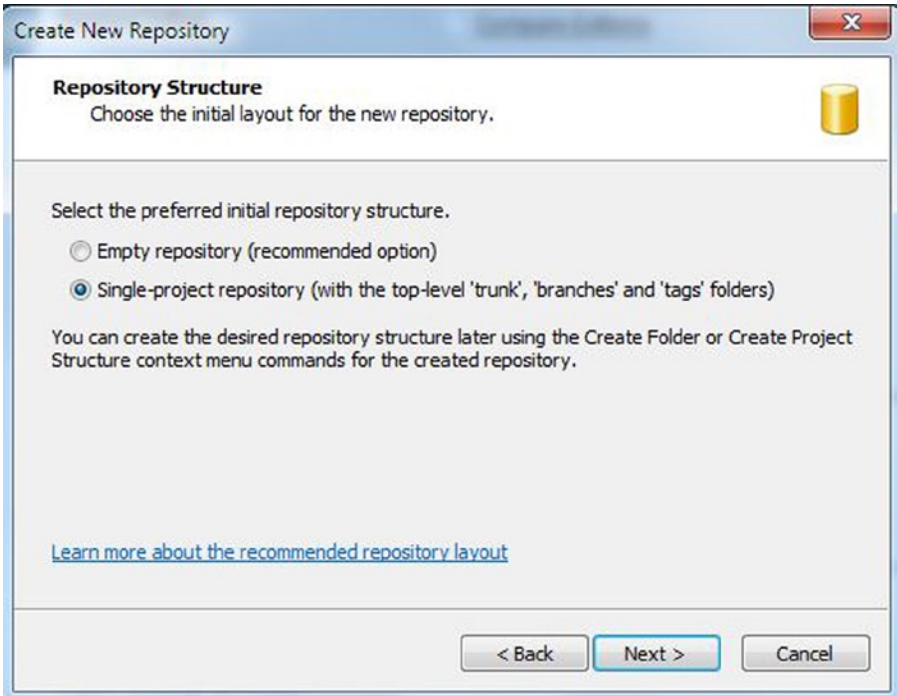 Create New Repository
Repository Structure
Choose the initial layout for the new repository.
Select the preferred initial repository structure.
Empty repository (recommended option)
Single-project repository (with the top-level 'trunk', 'branches' and 'tags' folders)
You can create the desired repository structure later using the Create Folder or Create Project
Structure context menu commands for the created repository.
Learn more about the recommended repository layout
< Back Next > Cancel